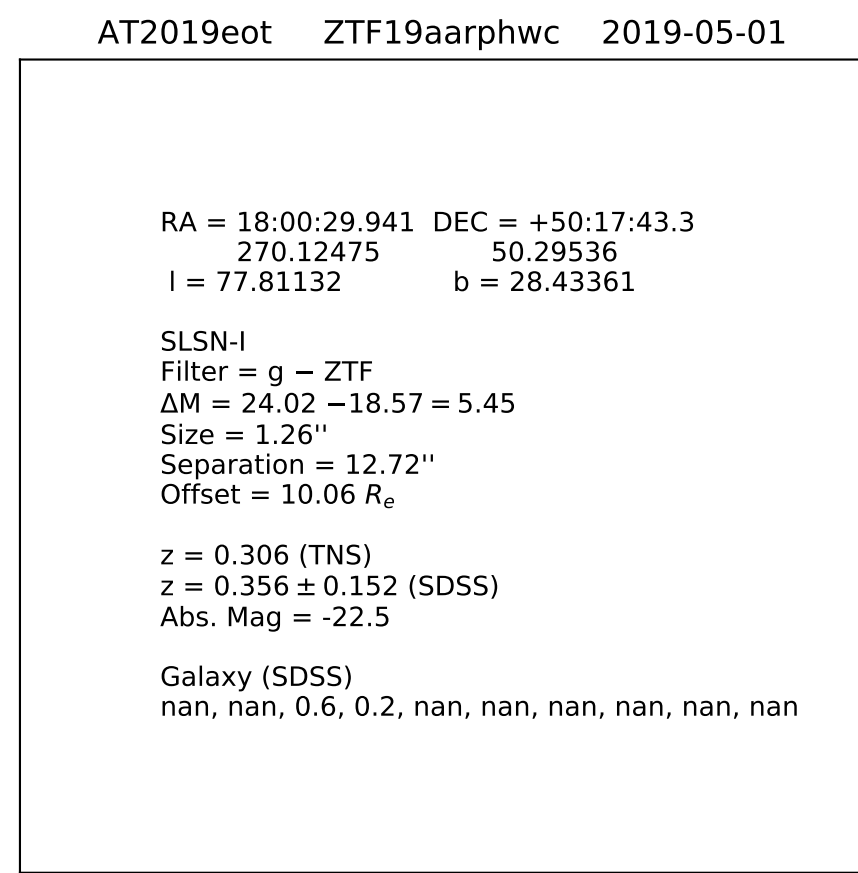 AT2019eot ZTF19aarphwc 2019-05-01
RA = 18:00:29.941 DEC = +50:17:43.3
270.12475 50.29536
l = 77.81132 b = 28.43361
SLSN-I
Filter = g − ZTF
ΔM = 24.02 −18.57 = 5.45
Size = 1.26''
Separation = 12.72''
Offset = 10.06 Re
z = 0.306 (TNS)
z = 0.356 ± 0.152 (SDSS)
Abs. Mag = -22.5
Galaxy (SDSS)
nan, nan, 0.6, 0.2, nan, nan, nan, nan, nan, nan